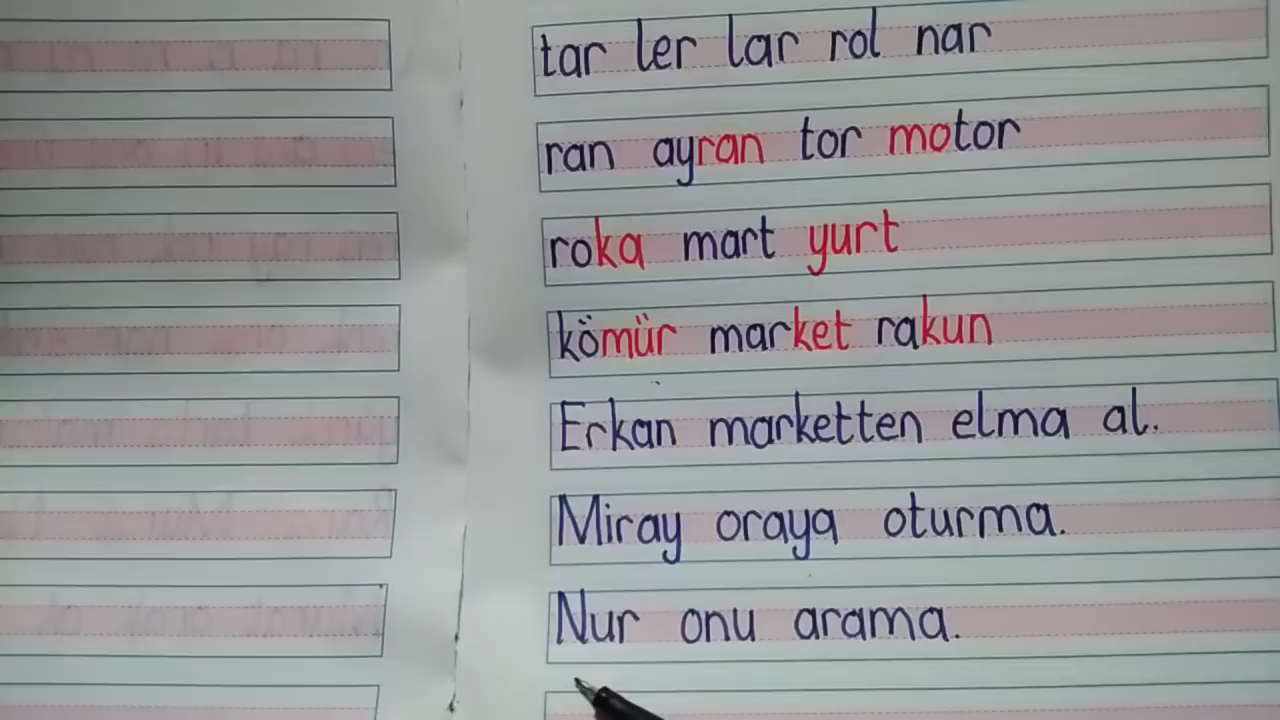 tar ler lar rol nar
ran ayran tor motor
roka mart yurt
kömür market rakun
Erkan marketten elma al.
Miray oraya oturma.
Nur onu arama.